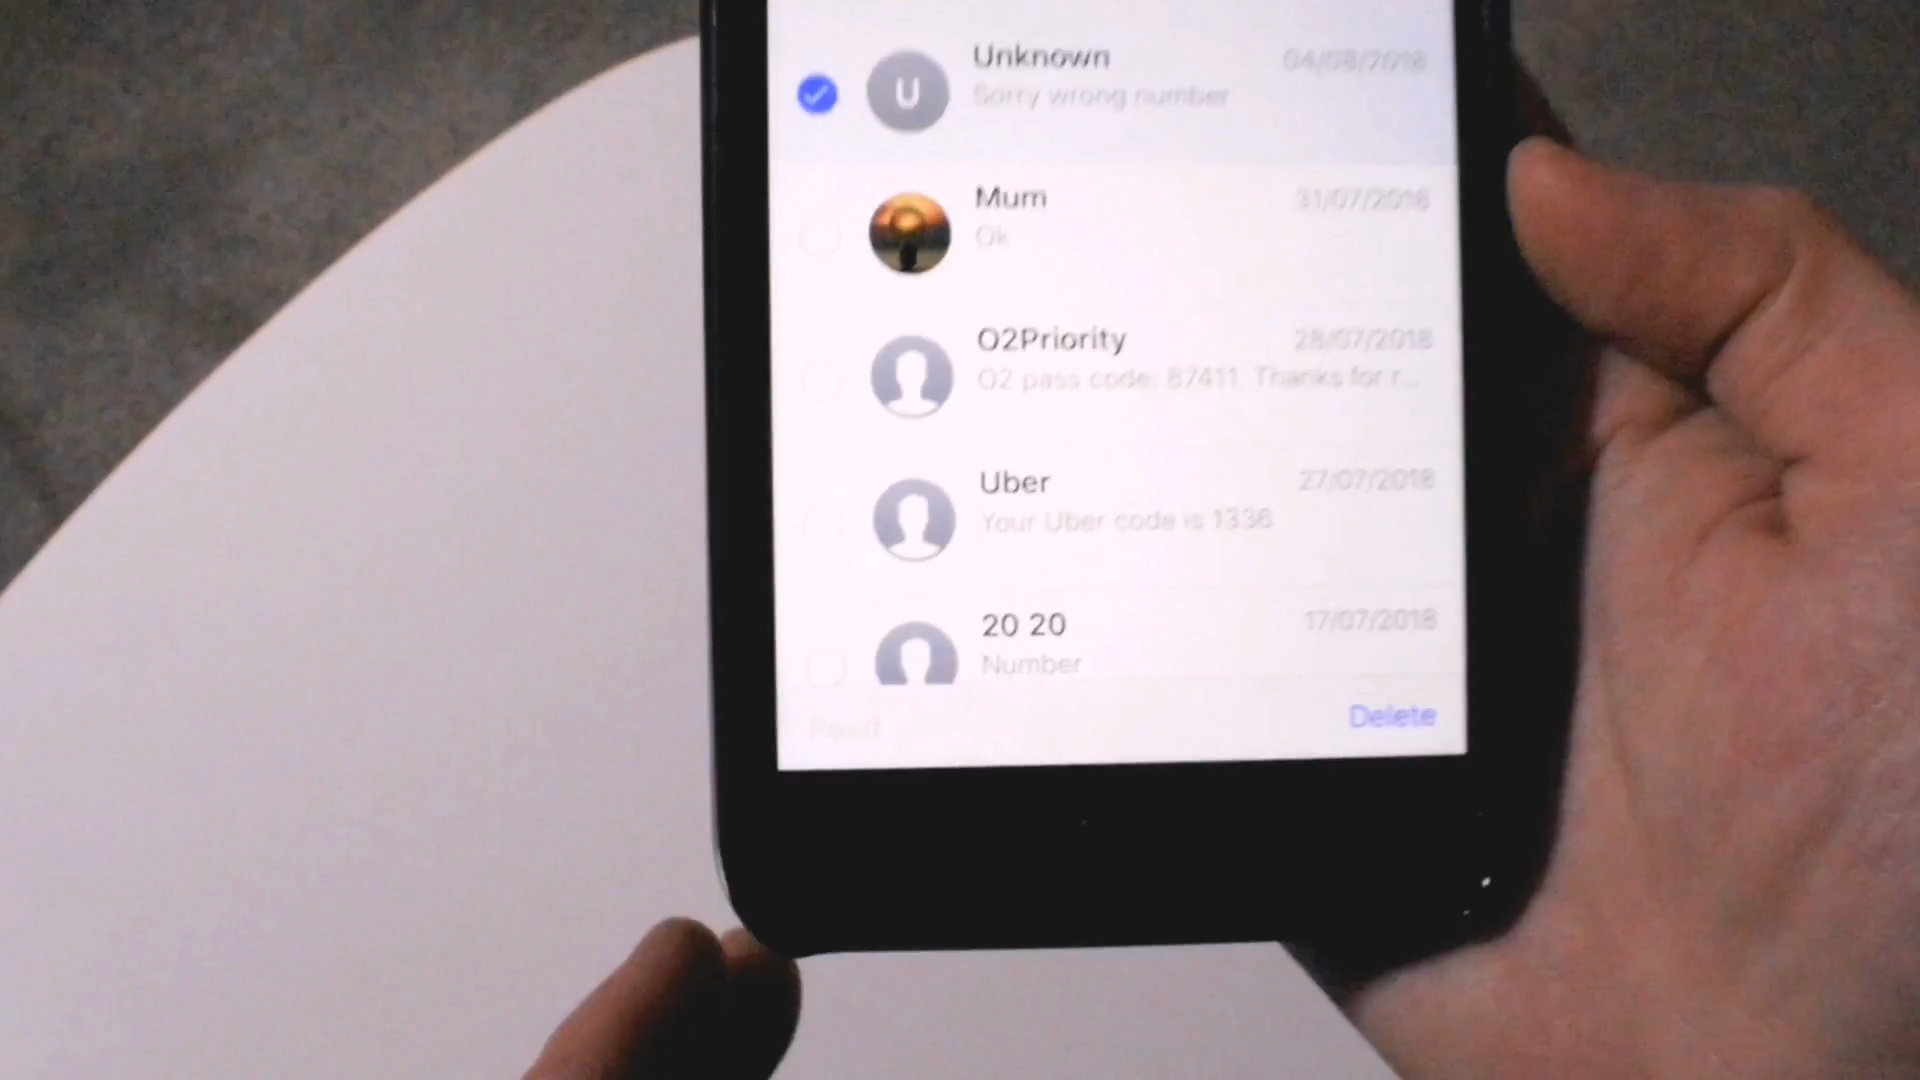 Unknown 04/08/2018
U
Sorry wrong number
Mum 31/07/2018
Ok
O2Priority 28/07/2018
O2 pass code: 87411. Thanks for r...
Uber 27/07/2018
Your Uber code is 1336
20 20 17/07/2018
Number
Read Delete